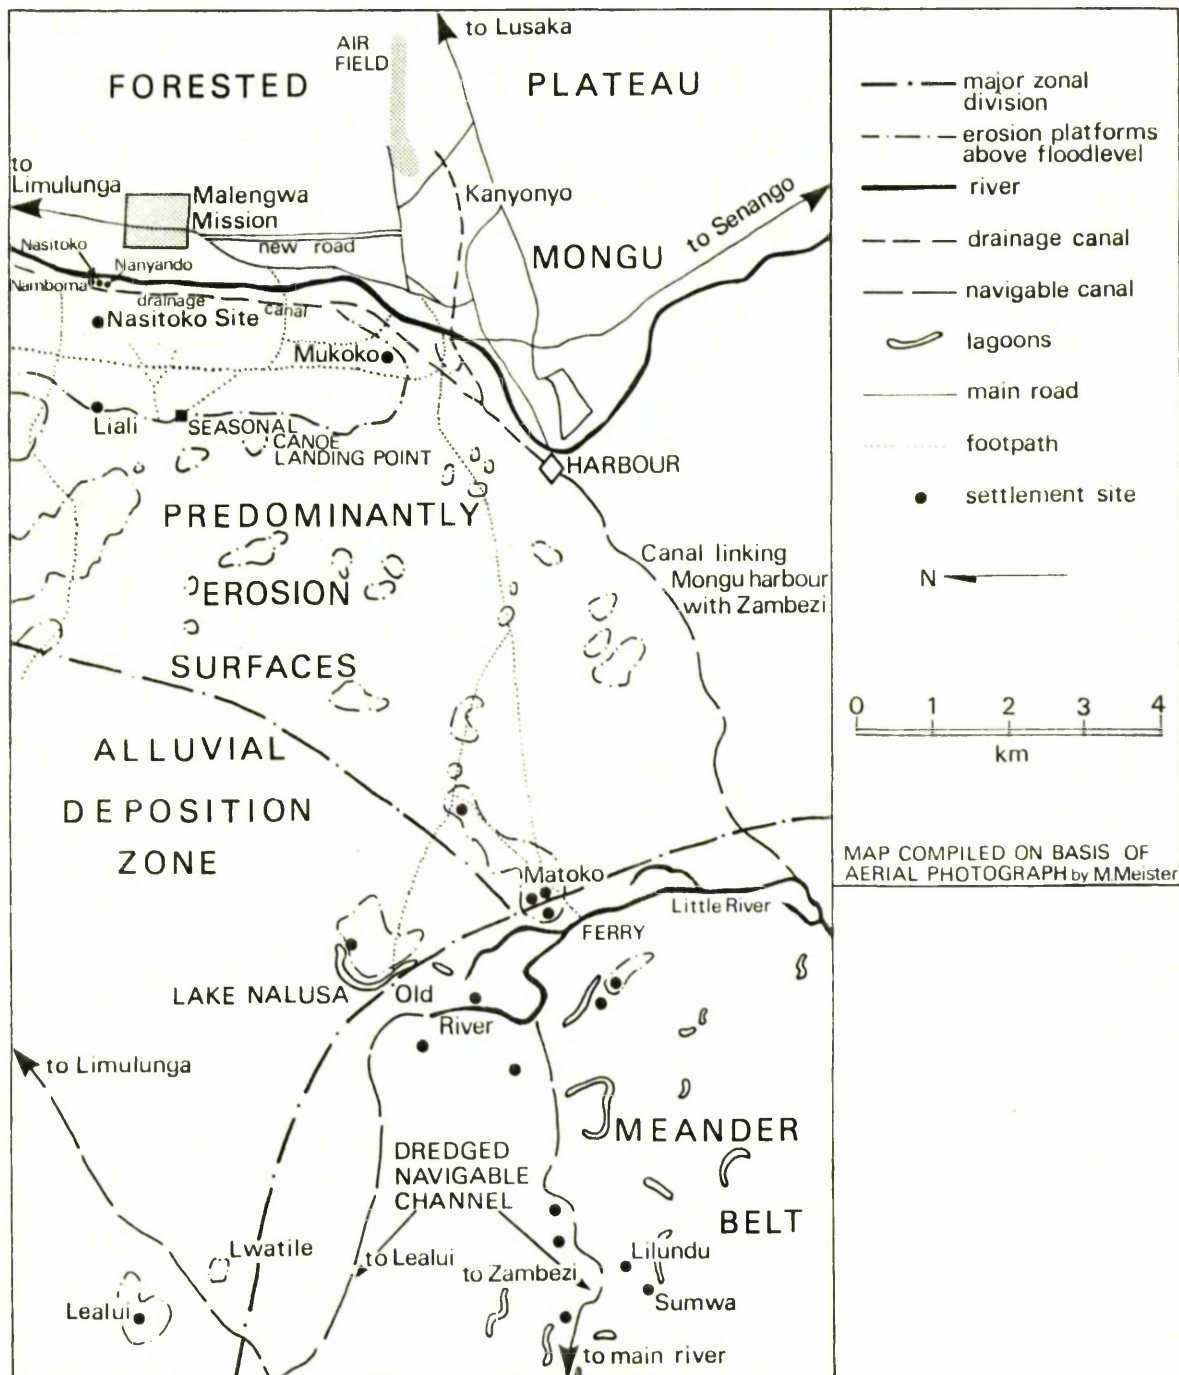 to Lusaka
AIR
FIELD
FORESTED
PLATEAU
to
Limulunga
Malengwa
Mission
Kanyonyo
to Senango
new road
MONGU
Nasitoko
Nanyando
Namboma
drainage
canal
Nasitoko Site
Mukoko
Liali
SEASONAL
CANOE
LANDING POINT
HARBOUR
PREDOMINANTLY
EROSION
SURFACES
Canal linking
Mongu harbour
with Zambezi
ALLUVIAL
DEPOSITION
ZONE
Matoko
Little River
FERRY
LAKE NALUSA
Old
River
to Limulunga
MEANDER
BELT
DREDGED
NAVIGABLE
CHANNEL
Lwatile
to Lealui
to Zambezi
Lilundu
Sumwa
Lealui
to main river
major zonal
division
erosion platforms
above floodlevel
river
drainage canal
navigable canal
lagoons
main road
footpath
settlement site
N
0 1 2 3 4
km
MAP COMPILED ON BASIS OF
AERIAL PHOTOGRAPH by M.Meister